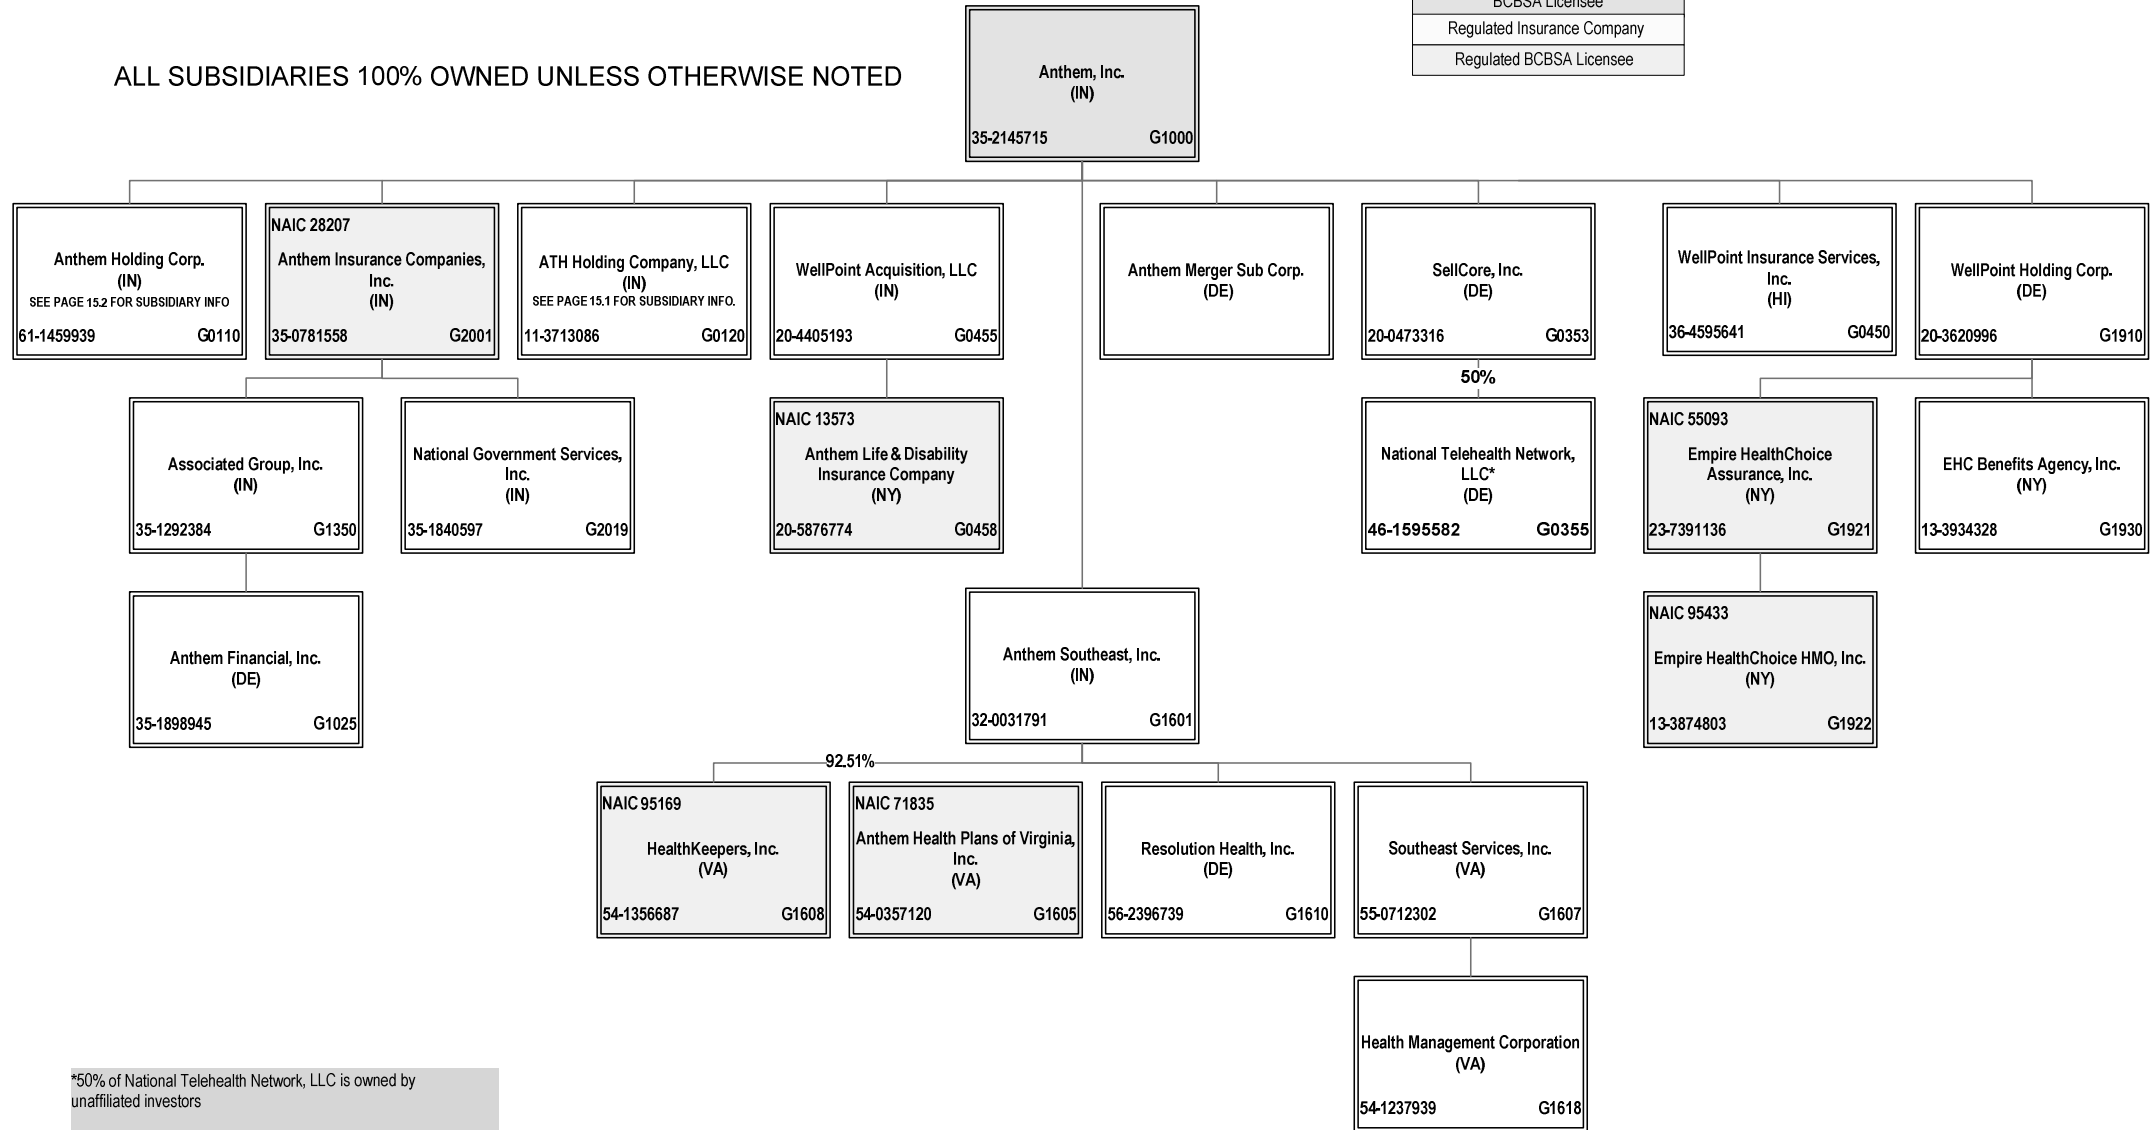 BCBSA Licensee
Regulated Insurance Company
Regulated BCBSA Licensee
ALL SUBSIDIARIES 100% OWNED UNLESS OTHERWISE NOTED
Anthem, Inc.
(IN)
35-2145715 G1000
Anthem Holding Corp.
(IN)
SEE PAGE 15.2 FOR SUBSIDIARY INFO
61-1459939 G0110
NAIC 28207
Anthem Insurance Companies,
Inc.
(IN)
35-0781558 G2001
ATH Holding Company, LLC
(IN)
SEE PAGE 15.1 FOR SUBSIDIARY INFO.
11-3713086 G0120
WellPoint Acquisition, LLC
(IN)
20-4405193 G0455
Anthem Merger Sub Corp.
(DE)
SellCore, Inc.
(DE)
20-0473316 G0353
WellPoint Insurance Services,
Inc.
(HI)
36-4595641 G0450
WellPoint Holding Corp.
(DE)
20-3620996 G1910
50%
Associated Group, Inc.
(IN)
35-1292384 G1350
National Government Services,
Inc.
(IN)
35-1840597 G2019
NAIC 13573
Anthem Life & Disability
Insurance Company
(NY)
20-5876774 G0458
National Telehealth Network,
LLC*
(DE)
46-1595582 G0355
NAIC 55093
Empire HealthChoice
Assurance, Inc.
(NY)
23-7391136 G1921
EHC Benefits Agency, Inc.
(NY)
13-3934328 G1930
Anthem Financial, Inc.
(DE)
35-1898945 G1025
Anthem Southeast, Inc.
(IN)
32-0031791 G1601
NAIC 95433
Empire HealthChoice HMO, Inc.
(NY)
13-3874803 G1922
92.51%
NAIC 95169
HealthKeepers, Inc.
(VA)
54-1356687 G1608
NAIC 71835
Anthem Health Plans of Virginia,
Inc.
(VA)
54-0357120 G1605
Resolution Health, Inc.
(DE)
56-2396739 G1610
Southeast Services, Inc.
(VA)
55-0712302 G1607
Health Management Corporation
(VA)
54-1237939 G1618
*50% of National Telehealth Network, LLC is owned by
unaffiliated investors